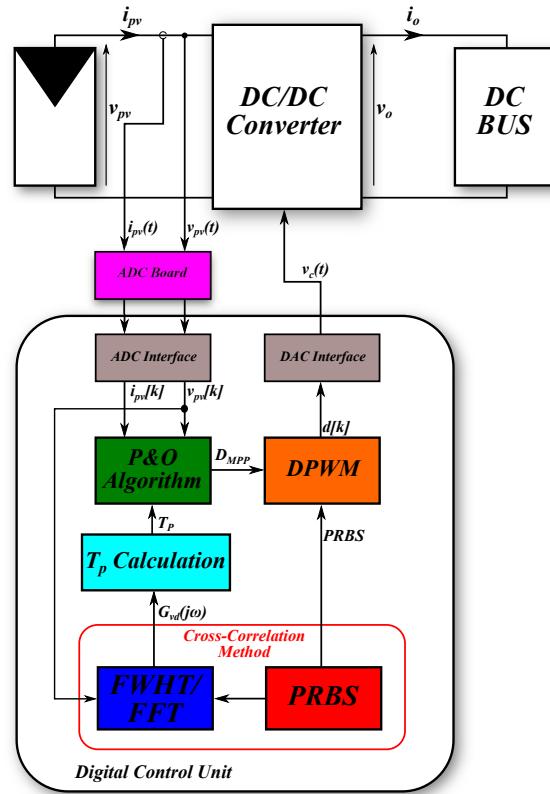 i_pv
i_o
v_pv
DC/DC
Converter
v_o
DC
BUS
i_pv(t)
v_pv(t)
ADC Board
v_c(t)
ADC Interface
DAC Interface
i_pv[k]
v_pv[k]
d[k]
P&O
Algorithm
D_MPP
DPWM
T_P
PRBS
T_p Calculation
G_vd(jω)
Cross-Correlation
Method
FWHT/
FFT
PRBS
Digital Control Unit